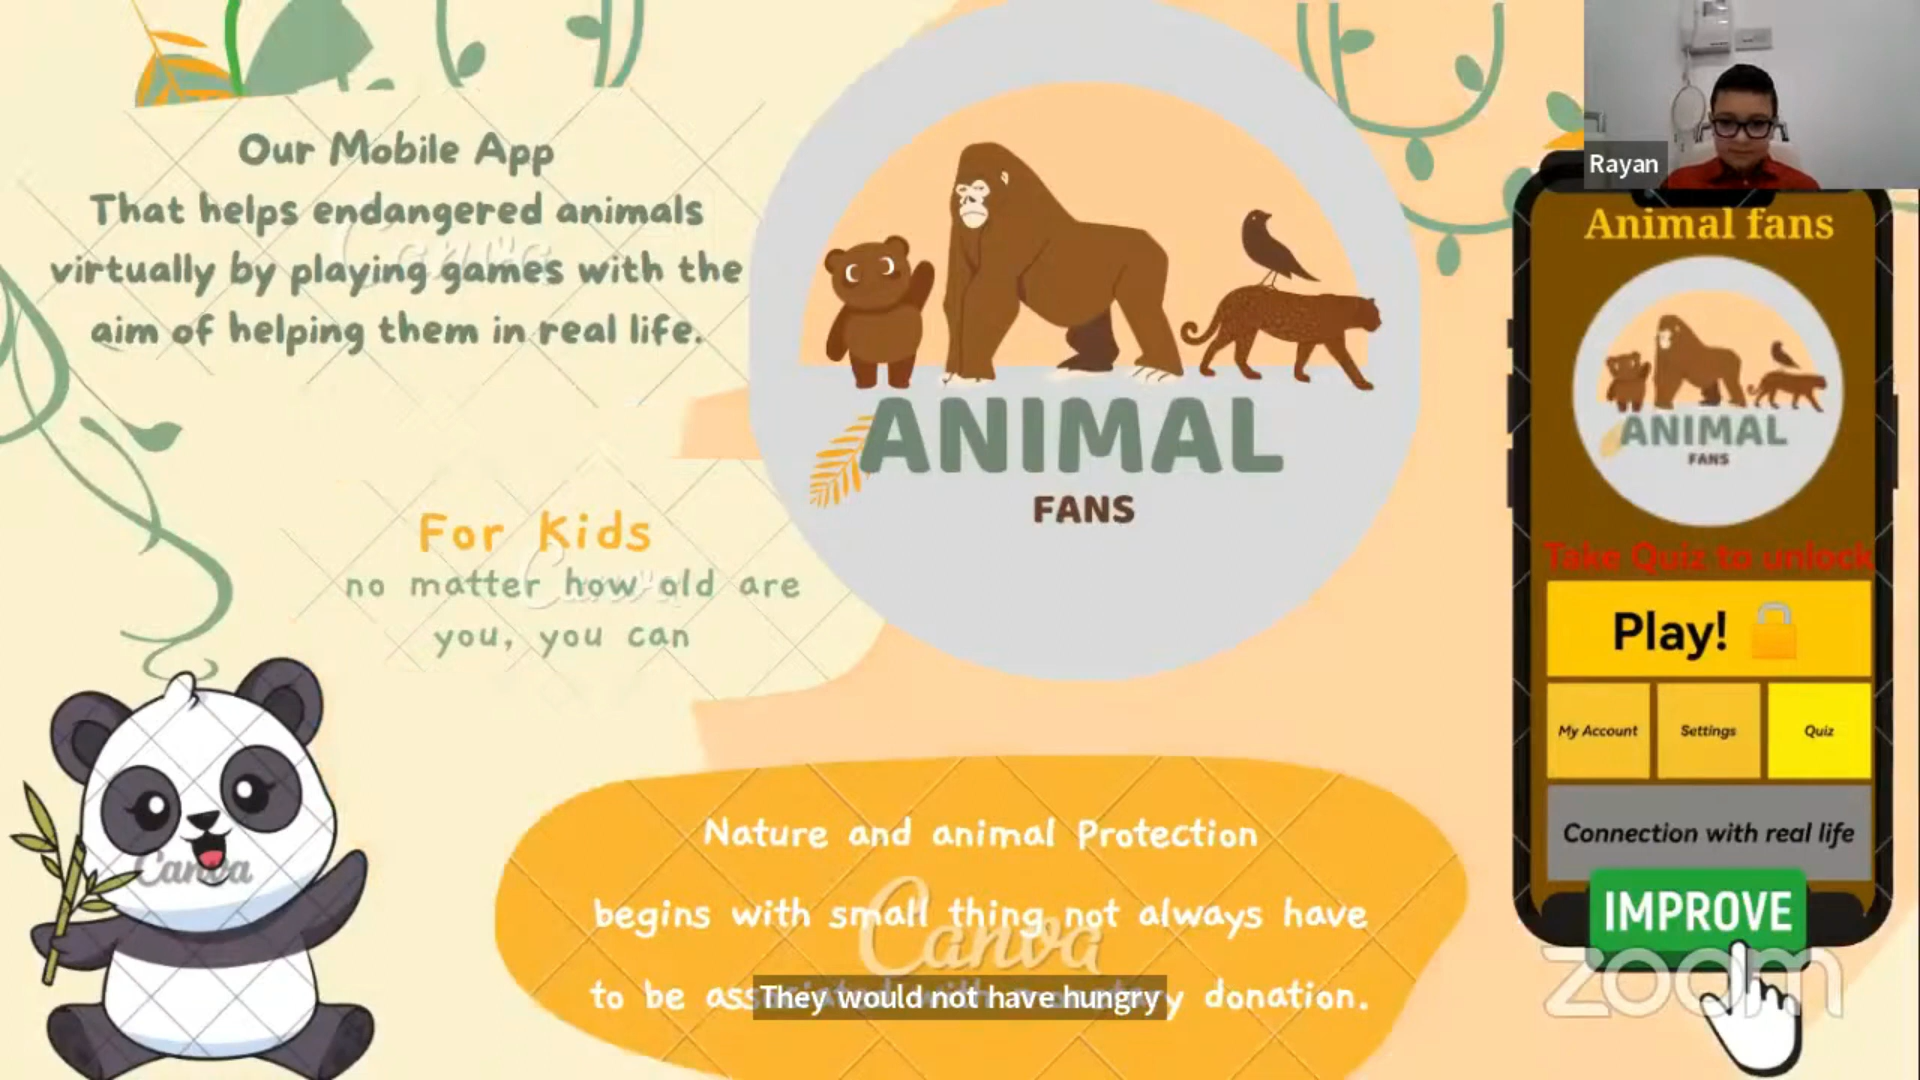 Our Mobile App
That helps endangered animals
virtually by playing games with the
aim of helping them in real life.
For Kids
no matter how old are
you, you can
ANIMAL
FANS
Nature and animal Protection
begins with small thing not always have
to be donation.
They would not have hungry
Canva
Canva
Rayan
Animal fans
ANIMAL
FANS
Take Quiz to unlock
Play!
My Account
Settings
Quiz
Connection with real life
IMPROVE
zoom